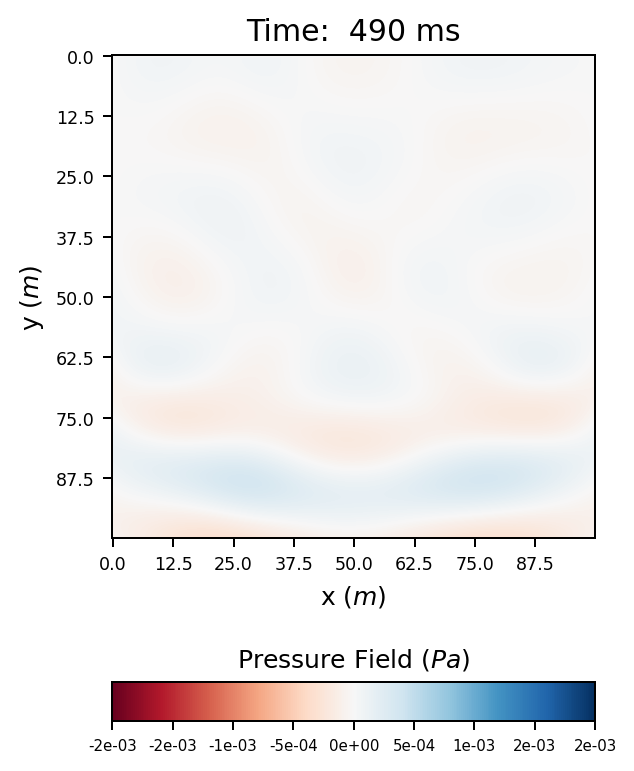 Time:  490 ms
0.0
12.5
25.0
37.5
50.0
62.5
75.0
87.5
y (m)
0.0 12.5 25.0 37.5 50.0 62.5 75.0 87.5
x (m)
Pressure Field (Pa)
-2e-03 -2e-03 -1e-03 -5e-04 0e+00 5e-04 1e-03 2e-03 2e-03